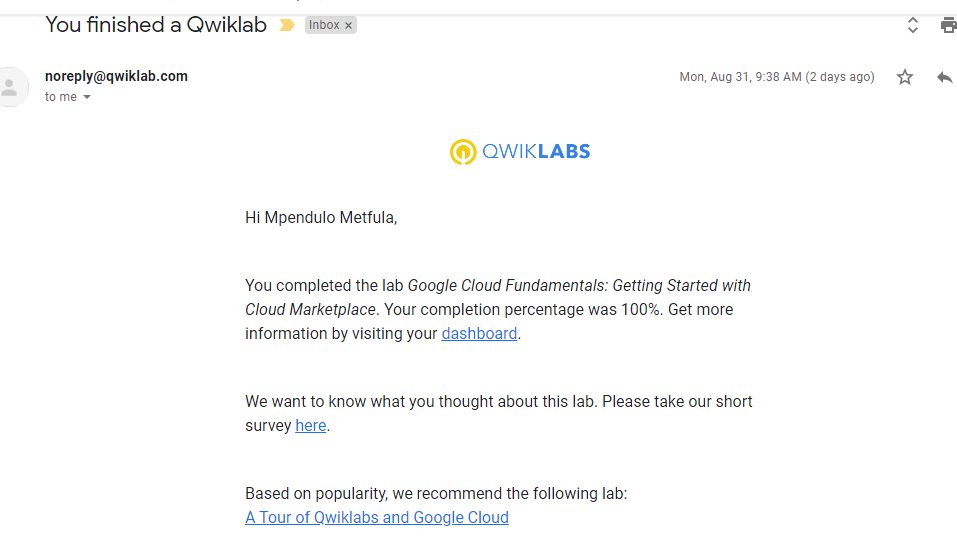 You finished a Qwiklab
Inbox ×
noreply@qwiklab.com
Mon, Aug 31, 9:38 AM (2 days ago)
to me
QWIKLABS
Hi Mpendulo Metfula,
You completed the lab Google Cloud Fundamentals: Getting Started with
Cloud Marketplace. Your completion percentage was 100%. Get more
information by visiting your dashboard.
We want to know what you thought about this lab. Please take our short
survey here.
Based on popularity, we recommend the following lab:
A Tour of Qwiklabs and Google Cloud